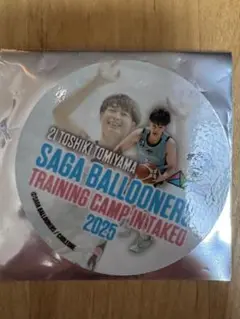 21 TOSHIKI TOMIYAMA
SAGA BALLOONERS
TRAINING CAMP IN TAKEO
2025